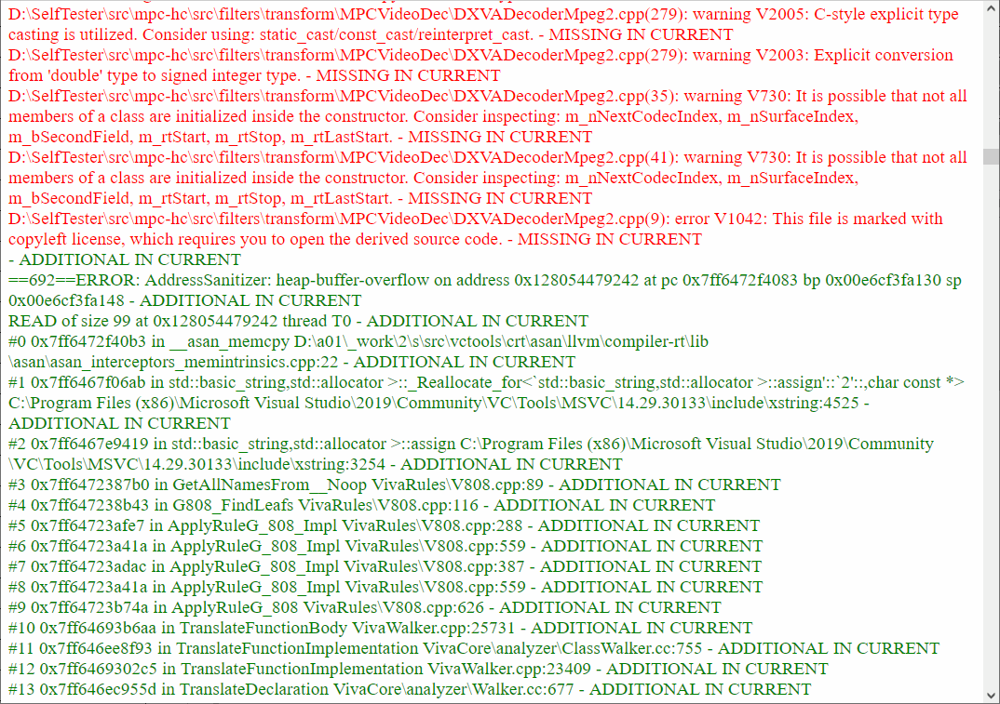 D:\SelfTester\src\mpc-hc\src\filters\transform\MPCVideoDec\DXVADecoderMpeg2.cpp(279): warning V2005: C-style explicit type
casting is utilized. Consider using: static_cast/const_cast/reinterpret_cast. - MISSING IN CURRENT
D:\SelfTester\src\mpc-hc\src\filters\transform\MPCVideoDec\DXVADecoderMpeg2.cpp(279): warning V2003: Explicit conversion
from 'double' type to signed integer type. - MISSING IN CURRENT
D:\SelfTester\src\mpc-hc\src\filters\transform\MPCVideoDec\DXVADecoderMpeg2.cpp(35): warning V730: It is possible that not all
members of a class are initialized inside the constructor. Consider inspecting: m_nNextCodecIndex, m_nSurfaceIndex,
m_bSecondField, m_rtStart, m_rtStop, m_rtLastStart. - MISSING IN CURRENT
D:\SelfTester\src\mpc-hc\src\filters\transform\MPCVideoDec\DXVADecoderMpeg2.cpp(41): warning V730: It is possible that not all
members of a class are initialized inside the constructor. Consider inspecting: m_nNextCodecIndex, m_nSurfaceIndex,
m_bSecondField, m_rtStart, m_rtStop, m_rtLastStart. - MISSING IN CURRENT
D:\SelfTester\src\mpc-hc\src\filters\transform\MPCVideoDec\DXVADecoderMpeg2.cpp(9): error V1042: This file is marked with
copyleft license, which requires you to open the derived source code. - MISSING IN CURRENT
- ADDITIONAL IN CURRENT
==692==ERROR: AddressSanitizer: heap-buffer-overflow on address 0x128054479242 at pc 0x7ff6472f4083 bp 0x00e6cf3fa130 sp
0x00e6cf3fa148 - ADDITIONAL IN CURRENT
READ of size 99 at 0x128054479242 thread T0 - ADDITIONAL IN CURRENT
#0 0x7ff6472f40b3 in __asan_memcpy D:\a01\_work\2\s\src\vctools\crt\asan\llvm\compiler-rt\lib
\asan\asan_interceptors_memintrinsics.cpp:22 - ADDITIONAL IN CURRENT
#1 0x7ff6467f06ab in std::basic_string,std::allocator >::_Reallocate_for<`std::basic_string,std::allocator >::assign'::`2'::,char const *>
C:\Program Files (x86)\Microsoft Visual Studio\2019\Community\VC\Tools\MSVC\14.29.30133\include\xstring:4525 -
ADDITIONAL IN CURRENT
#2 0x7ff6467e9419 in std::basic_string,std::allocator >::assign C:\Program Files (x86)\Microsoft Visual Studio\2019\Community
\VC\Tools\MSVC\14.29.30133\include\xstring:3254 - ADDITIONAL IN CURRENT
#3 0x7ff6472387b0 in GetAllNamesFrom__Noop VivaRules\V808.cpp:89 - ADDITIONAL IN CURRENT
#4 0x7ff647238b43 in G808_FindLeafs VivaRules\V808.cpp:116 - ADDITIONAL IN CURRENT
#5 0x7ff64723afe7 in ApplyRuleG_808_Impl VivaRules\V808.cpp:288 - ADDITIONAL IN CURRENT
#6 0x7ff64723a41a in ApplyRuleG_808_Impl VivaRules\V808.cpp:559 - ADDITIONAL IN CURRENT
#7 0x7ff64723adac in ApplyRuleG_808_Impl VivaRules\V808.cpp:387 - ADDITIONAL IN CURRENT
#8 0x7ff64723a41a in ApplyRuleG_808_Impl VivaRules\V808.cpp:559 - ADDITIONAL IN CURRENT
#9 0x7ff64723b74a in ApplyRuleG_808 VivaRules\V808.cpp:626 - ADDITIONAL IN CURRENT
#10 0x7ff64693b6aa in TranslateFunctionBody VivaWalker.cpp:25731 - ADDITIONAL IN CURRENT
#11 0x7ff646ee8f93 in TranslateFunctionImplementation VivaCore\analyzer\ClassWalker.cc:755 - ADDITIONAL IN CURRENT
#12 0x7ff6469302c5 in TranslateFunctionImplementation VivaWalker.cpp:23409 - ADDITIONAL IN CURRENT
#13 0x7ff646ec955d in TranslateDeclaration VivaCore\analyzer\Walker.cc:677 - ADDITIONAL IN CURRENT